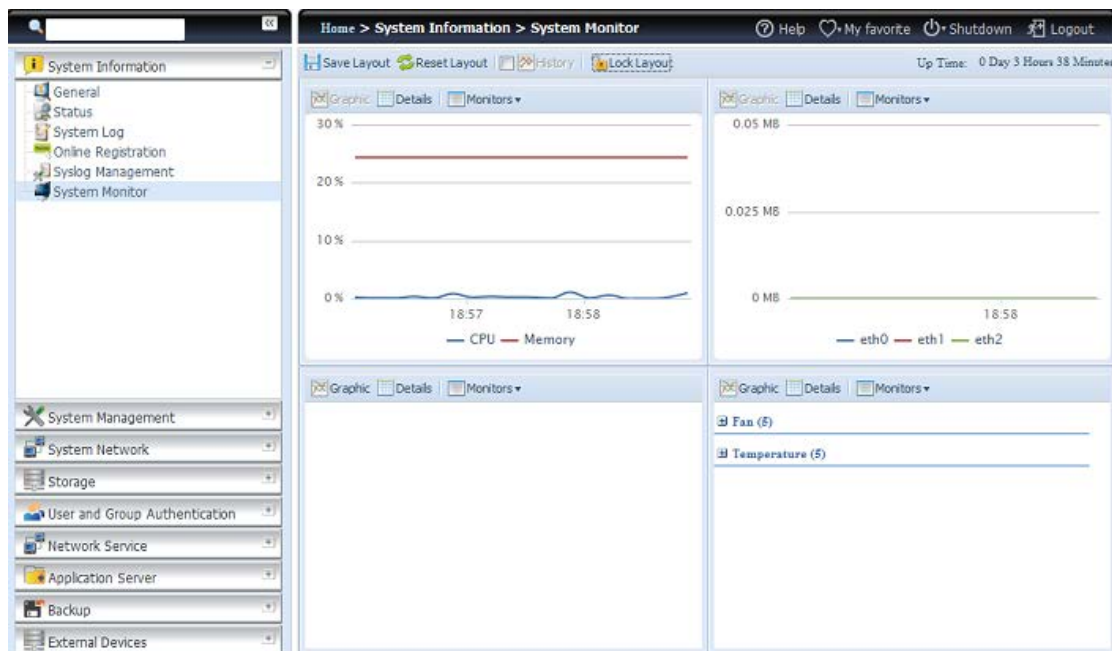 Home > System Information > System Monitor
Help My favorite Shutdown Logout
System Information
General
Status
System Log
Online Registration
Syslog Management
System Monitor
System Management
System Network
Storage
User and Group Authentication
Network Service
Application Server
Backup
External Devices
Save Layout Reset Layout History Lock Layout
Up Time: 0 Day 3 Hours 38 Minutes
Graphic Details Monitors
30 %
20 %
10 %
0 %
18:57 18:58
CPU Memory
Graphic Details Monitors
0.05 MB
0.025 MB
0 MB
18:58
eth0 eth1 eth2
Graphic Details Monitors
Graphic Details Monitors
Fan (5)
Temperature (5)